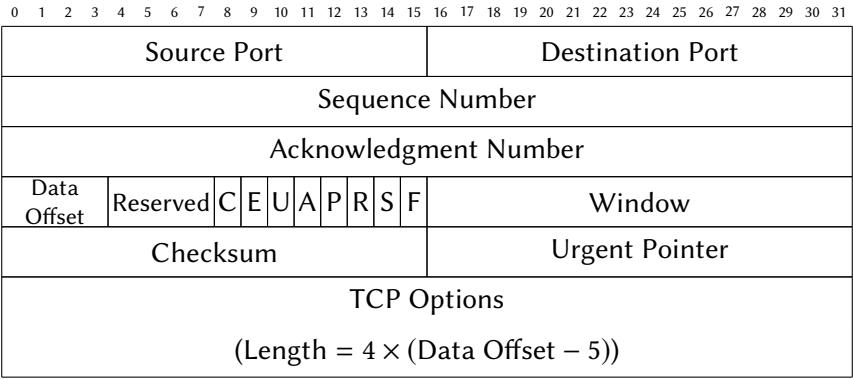 0 1 2 3 4 5 6 7 8 9 10 11 12 13 14 15 16 17 18 19 20 21 22 23 24 25 26 27 28 29 30 31
Source Port Destination Port
Sequence Number
Acknowledgment Number
Data Offset Reserved C E U A P R S F Window
Checksum Urgent Pointer
TCP Options
(Length = 4 × (Data Offset − 5))